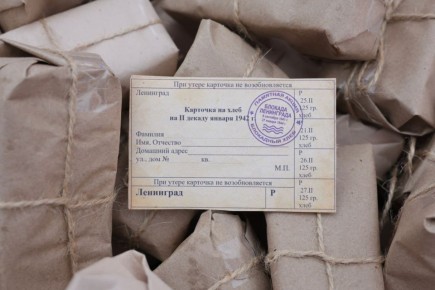 При утере карточка не возобновляется
Ленинград
Карточка на хлеб
на II декаду января 1942 г
Фамилия
Имя, Отчество
Домашний адрес
ул. дом № кв.
М.П.
При утере карточка не возобновляется
Ленинград Р
Р
25.II
125 гр.
хлеб
21.II
125 гр.
хлеб
Р
26.II
125 гр.
хлеб
Р
27.II
125 гр.
хлеб
БЛОКАДА
ЛЕНИНГРАДА